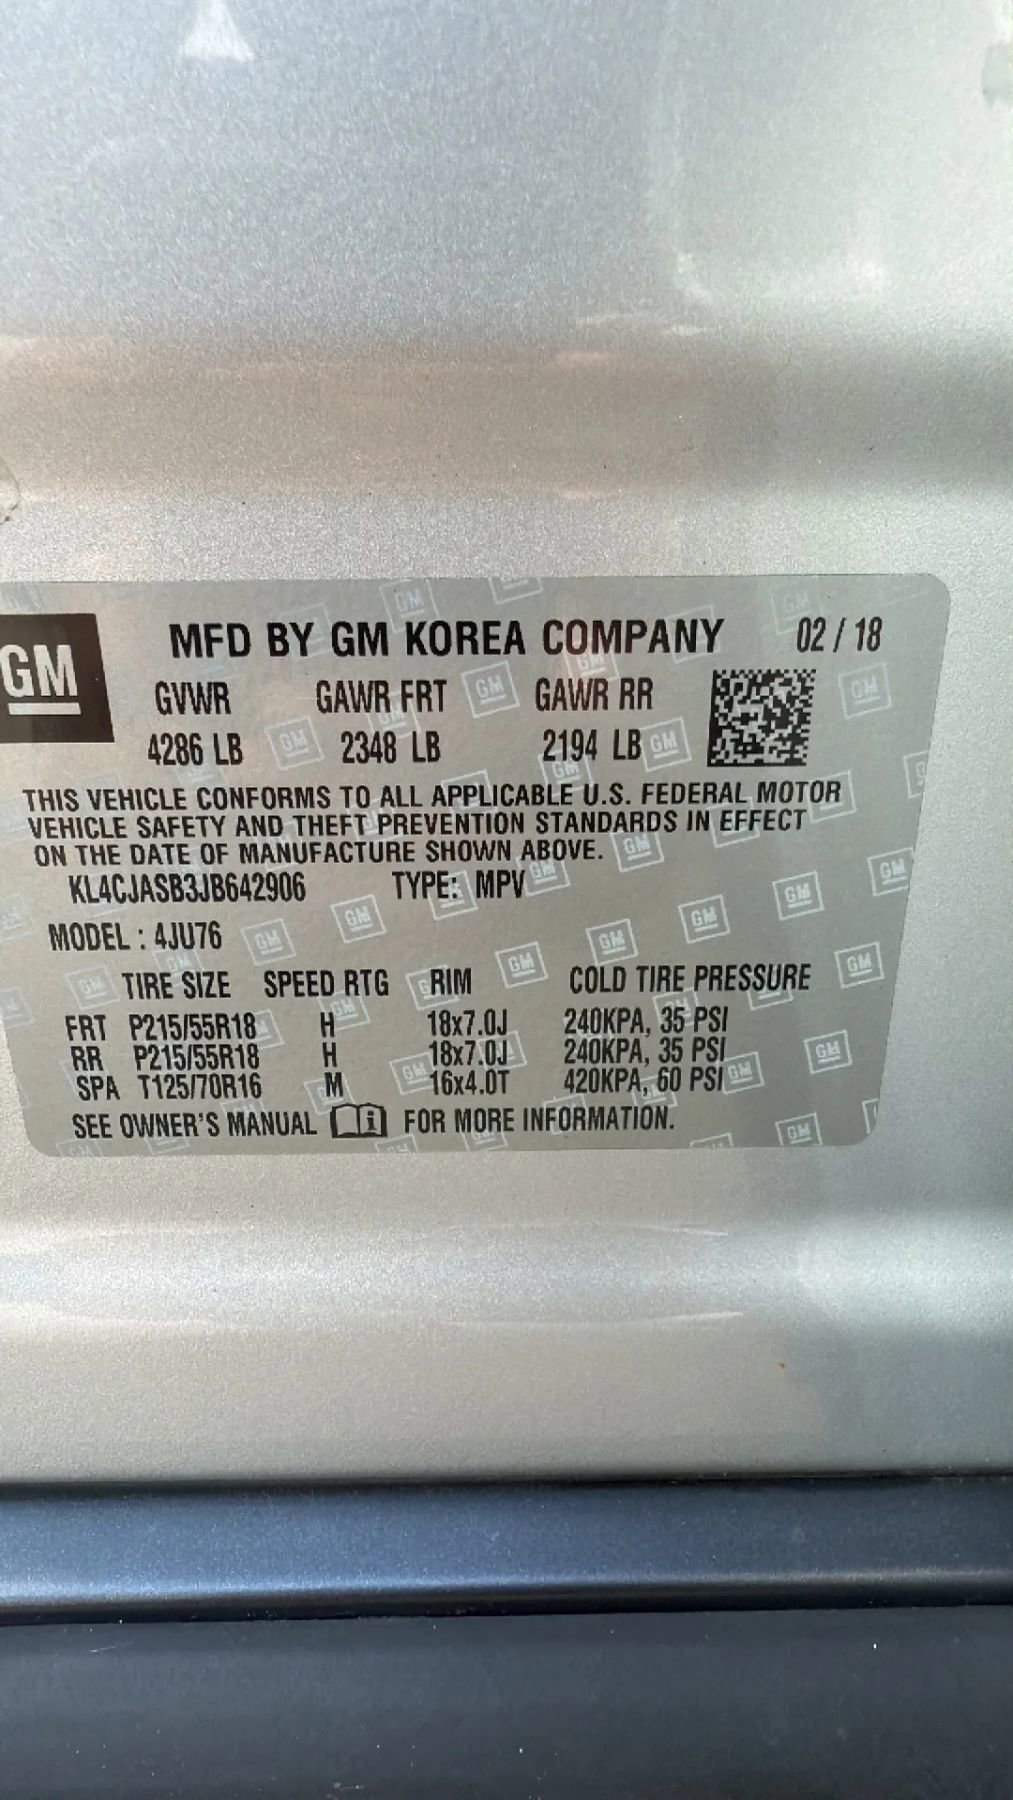 GM
MFD BY GM KOREA COMPANY 02 / 18
GVWR GAWR FRT GAWR RR
4286 LB 2348 LB 2194 LB
THIS VEHICLE CONFORMS TO ALL APPLICABLE U.S. FEDERAL MOTOR
VEHICLE SAFETY AND THEFT PREVENTION STANDARDS IN EFFECT
ON THE DATE OF MANUFACTURE SHOWN ABOVE.
KL4CJASB3JB642906 TYPE: MPV
MODEL : 4JU76
TIRE SIZE SPEED RTG RIM COLD TIRE PRESSURE
FRT P215/55R18 H 18x7.0J 240KPA, 35 PSI
RR P215/55R18 H 18x7.0J 240KPA, 35 PSI
SPA T125/70R16 M 16x4.0T 420KPA, 60 PSI
SEE OWNER'S MANUAL i FOR MORE INFORMATION.